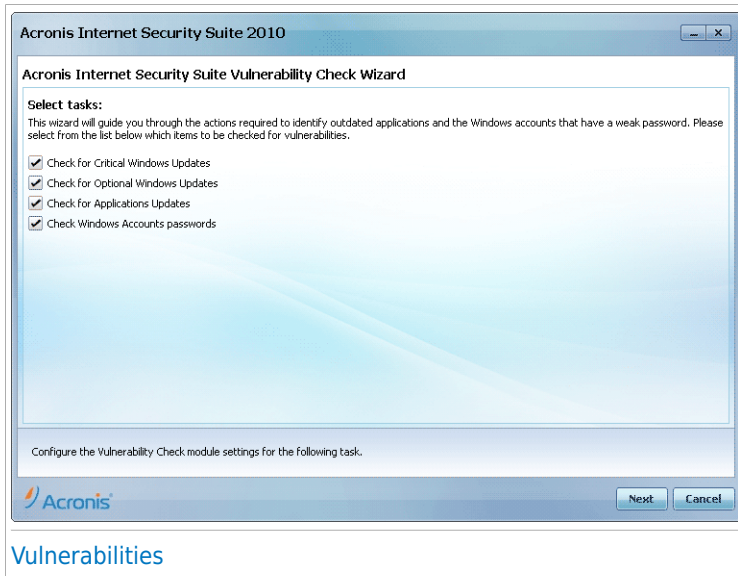 Acronis Internet Security Suite 2010
Acronis Internet Security Suite Vulnerability Check Wizard
Select tasks:
This wizard will guide you through the actions required to identify outdated applications and the Windows accounts that have a weak password. Please
select from the list below which items to be checked for vulnerabilities.
Check for Critical Windows Updates
Check for Optional Windows Updates
Check for Applications Updates
Check Windows Accounts passwords
Configure the Vulnerability Check module settings for the following task.
Acronis
Next
Cancel
Vulnerabilities